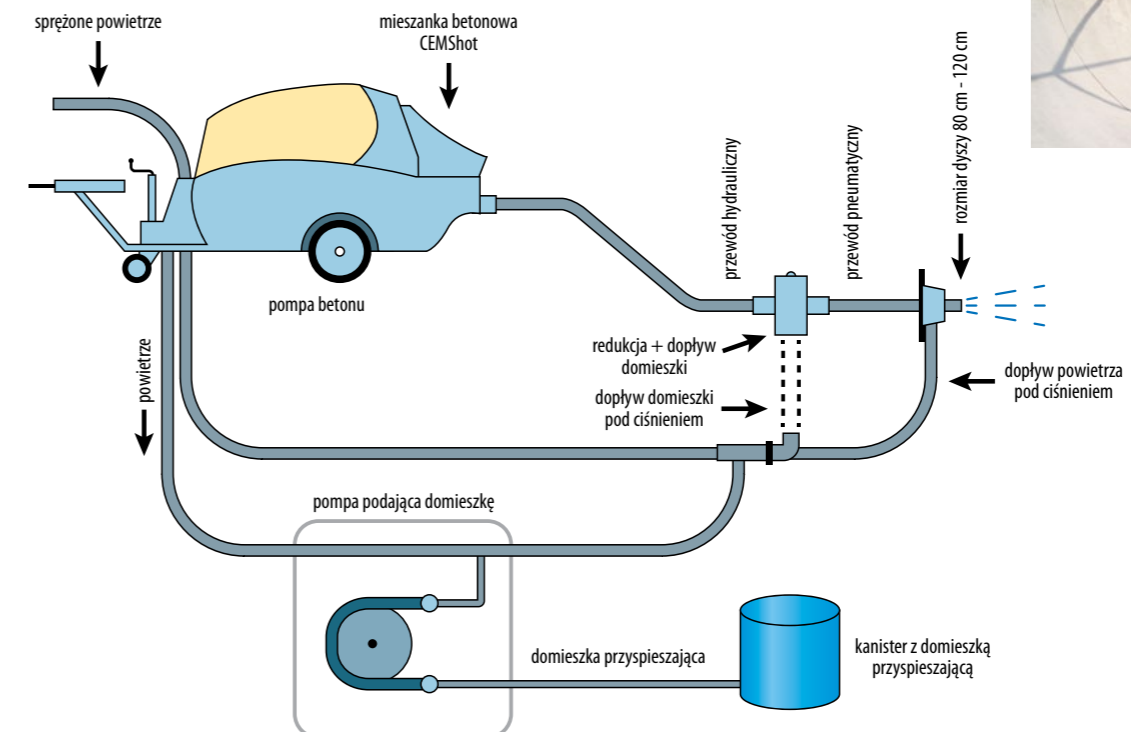 sprężone powietrze
mieszanka betonowa
CEMShot
rozmiar dyszy 80 cm - 120 cm
przewód hydrauliczny
przewód pneumatyczny
pompa betonu
redukcja + dopływ
domieszki
powietrze
dopływ domieszki
pod ciśnieniem
dopływ powietrza
pod ciśnieniem
pompa podająca domieszkę
domieszka przyspieszająca
kanister z domieszką
przyspieszającą